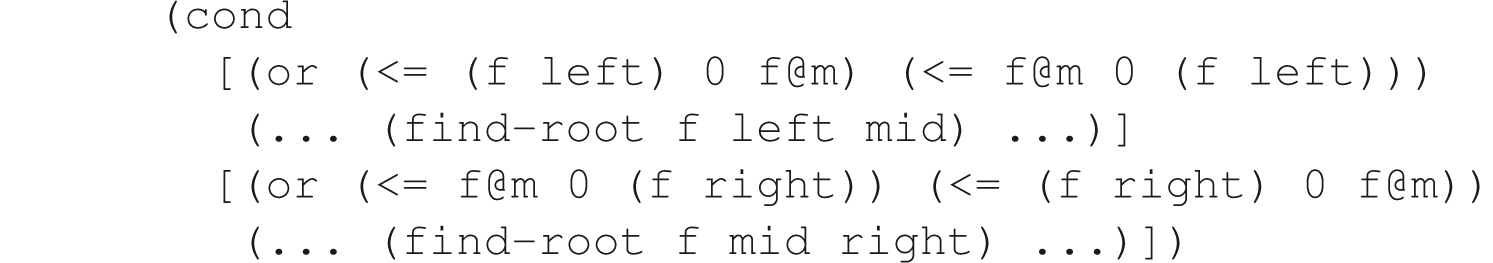 (cond
[(or (<= (f left) 0 f@m) (<= f@m 0 (f left)))
(... (find-root f left mid) ...)]
[(or (<= f@m 0 (f right)) (<= (f right) 0 f@m))
(... (find-root f mid right) ...)])